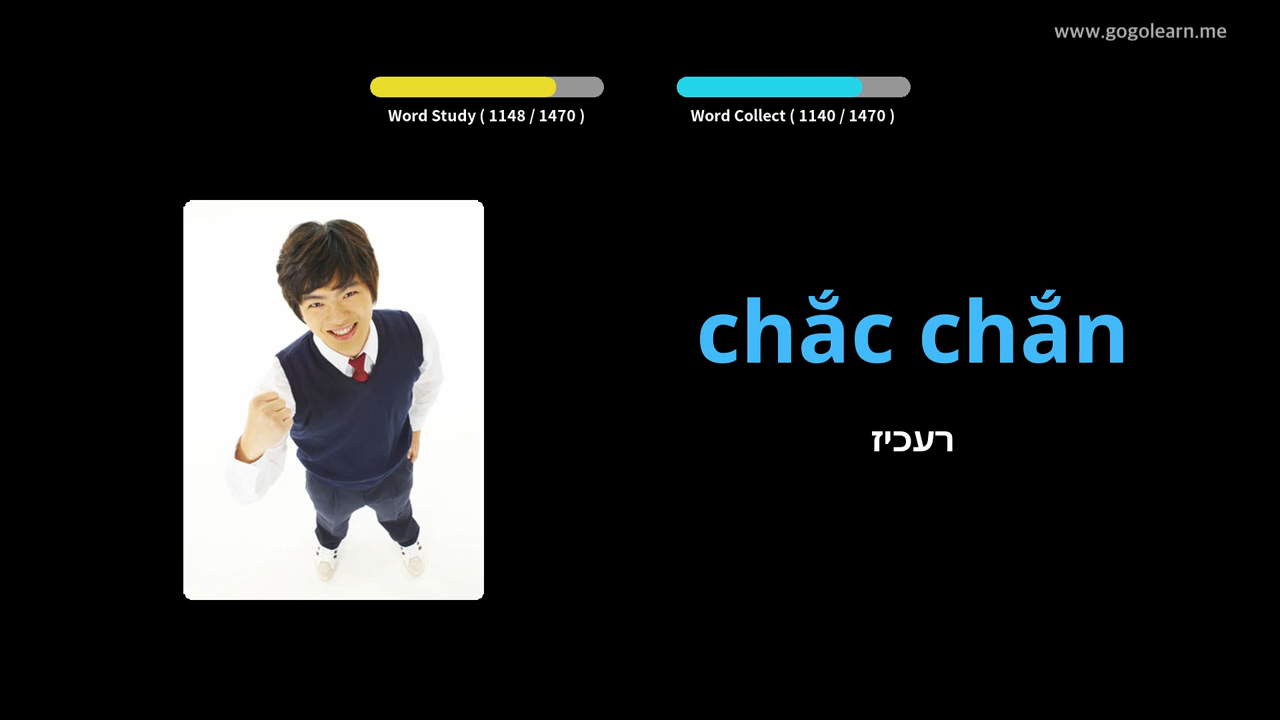 www.gogolearn.me
Word Study ( 1148 / 1470 )
Word Collect ( 1140 / 1470 )
chắc chắn
רעכיז